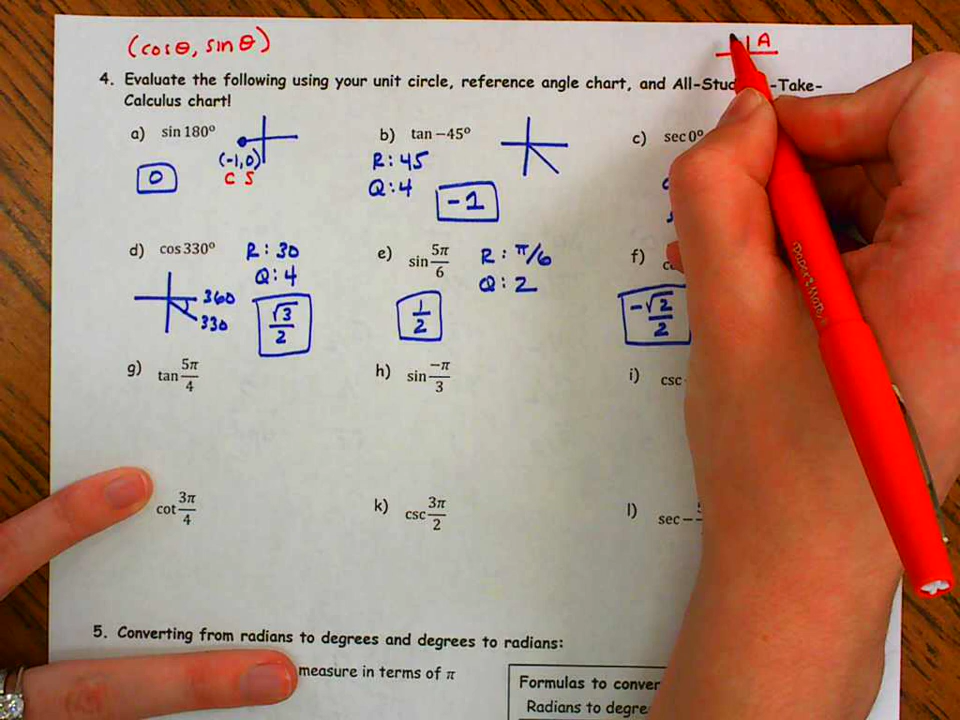 (cosθ, sinθ)
A
4. Evaluate the following using your unit circle, reference angle chart, and All-Stud -Take-
Calculus chart!
a) sin 180°
(-1,0)
C S
0
b) tan −45°
R: 45
Q: 4
-1
c) sec 0°
d) cos 330°
R: 30
Q: 4
360
330
√3/2
e) sin 5π/6
R: π/6
Q: 2
1/2
f)
-√2/2
g) tan 5π/4
h) sin −π/3
i) csc
cot 3π/4
k) csc 3π/2
l) sec −
5. Converting from radians to degrees and degrees to radians:
measure in terms of π
Formulas to conver
Radians to degre